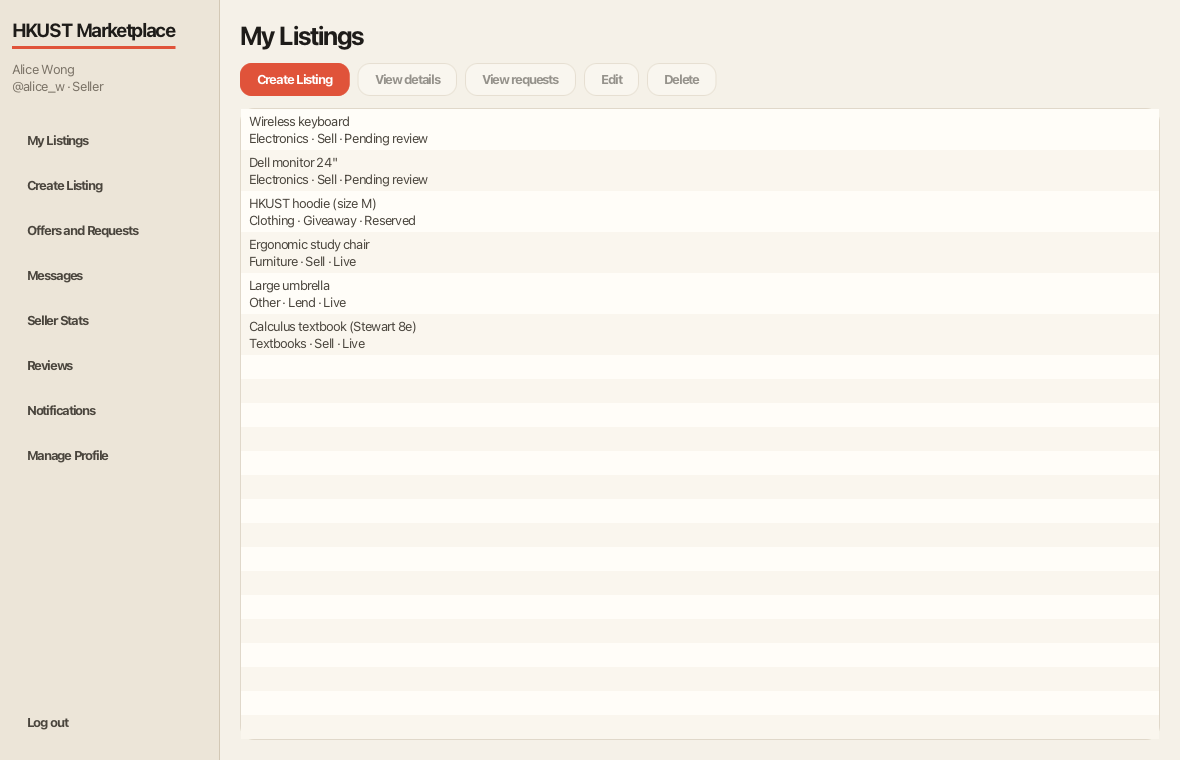 HKUST Marketplace
Alice Wong
@alice_w · Seller
My Listings
Create Listing
Offers and Requests
Messages
Seller Stats
Reviews
Notifications
Manage Profile
Log out
My Listings
Create Listing
View details
View requests
Edit
Delete
Wireless keyboard
Electronics · Sell · Pending review
Dell monitor 24"
Electronics · Sell · Pending review
HKUST hoodie (size M)
Clothing · Giveaway · Reserved
Ergonomic study chair
Furniture · Sell · Live
Large umbrella
Other · Lend · Live
Calculus textbook (Stewart 8e)
Textbooks · Sell · Live